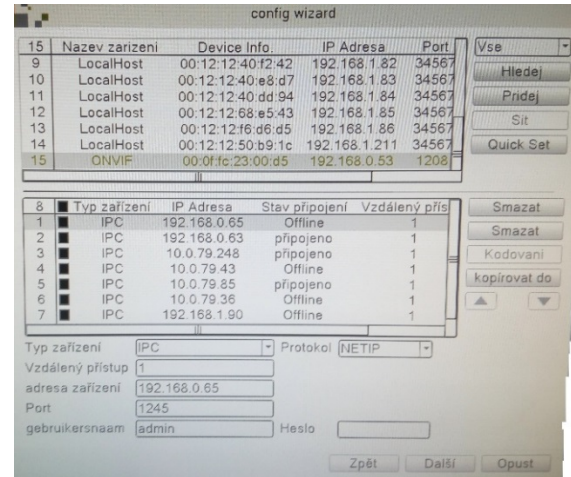 config wizard
15 Nazev zarizeni Device Info. IP Adresa Port Vse
9 LocalHost 00:12:12:40:f2:42 192.168.1.82 34567
10 LocalHost 00:12:12:40:e8:d7 192.168.1.83 34567 Hledej
11 LocalHost 00:12:12:40:dd:94 192.168.1.84 34567 Pridej
12 LocalHost 00:12:12:68:e5:43 192.168.1.85 34567
13 LocalHost 00:12:12:f6:d6:d5 192.168.1.86 34567 Sit
14 LocalHost 00:12:12:50:b9:1c 192.168.1.211 34567 Quick Set
15 ONVIF 00:0f:fc:23:00:d5 192.168.0.53 1208
8 Typ zařízení IP Adresa Stav připojení Vzdálený přís Smazat
1 IPC 192.168.0.65 Offline 1
2 IPC 192.168.0.63 připojeno 1 Smazat
3 IPC 10.0.79.248 připojeno 1 Kodovani
4 IPC 10.0.79.43 Offline 1
5 IPC 10.0.79.85 připojeno 1 kopírovat do
6 IPC 10.0.79.36 Offline 1
7 IPC 192.168.1.90 Offline 1
Typ zařízení IPC Protokol NETIP
Vzdálený přístup 1
adresa zařízení 192.168.0.65
Port 1245
gebruikersnaam admin Heslo
Zpět Další Opust